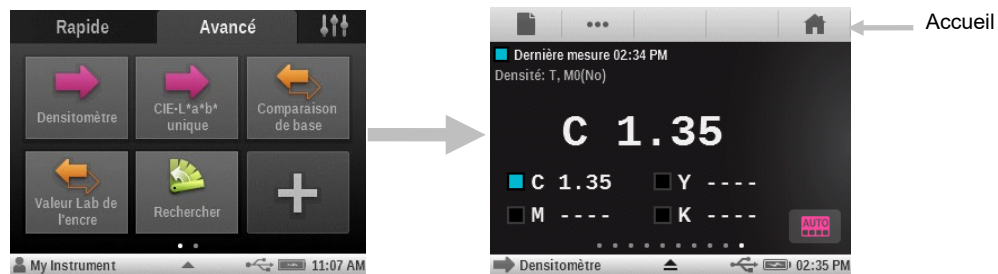 Rapide
Avancé
Densitomètre
CIE•L*a*b*
unique
Comparaison
de base
Valeur Lab de
l'encre
Rechercher
My Instrument
11:07 AM
Accueil
Dernière mesure 02:34 PM
Densité: T, M0(No)
C 1.35
C 1.35
Y ----
M ----
K ----
AUTO
Densitomètre
02:35 PM